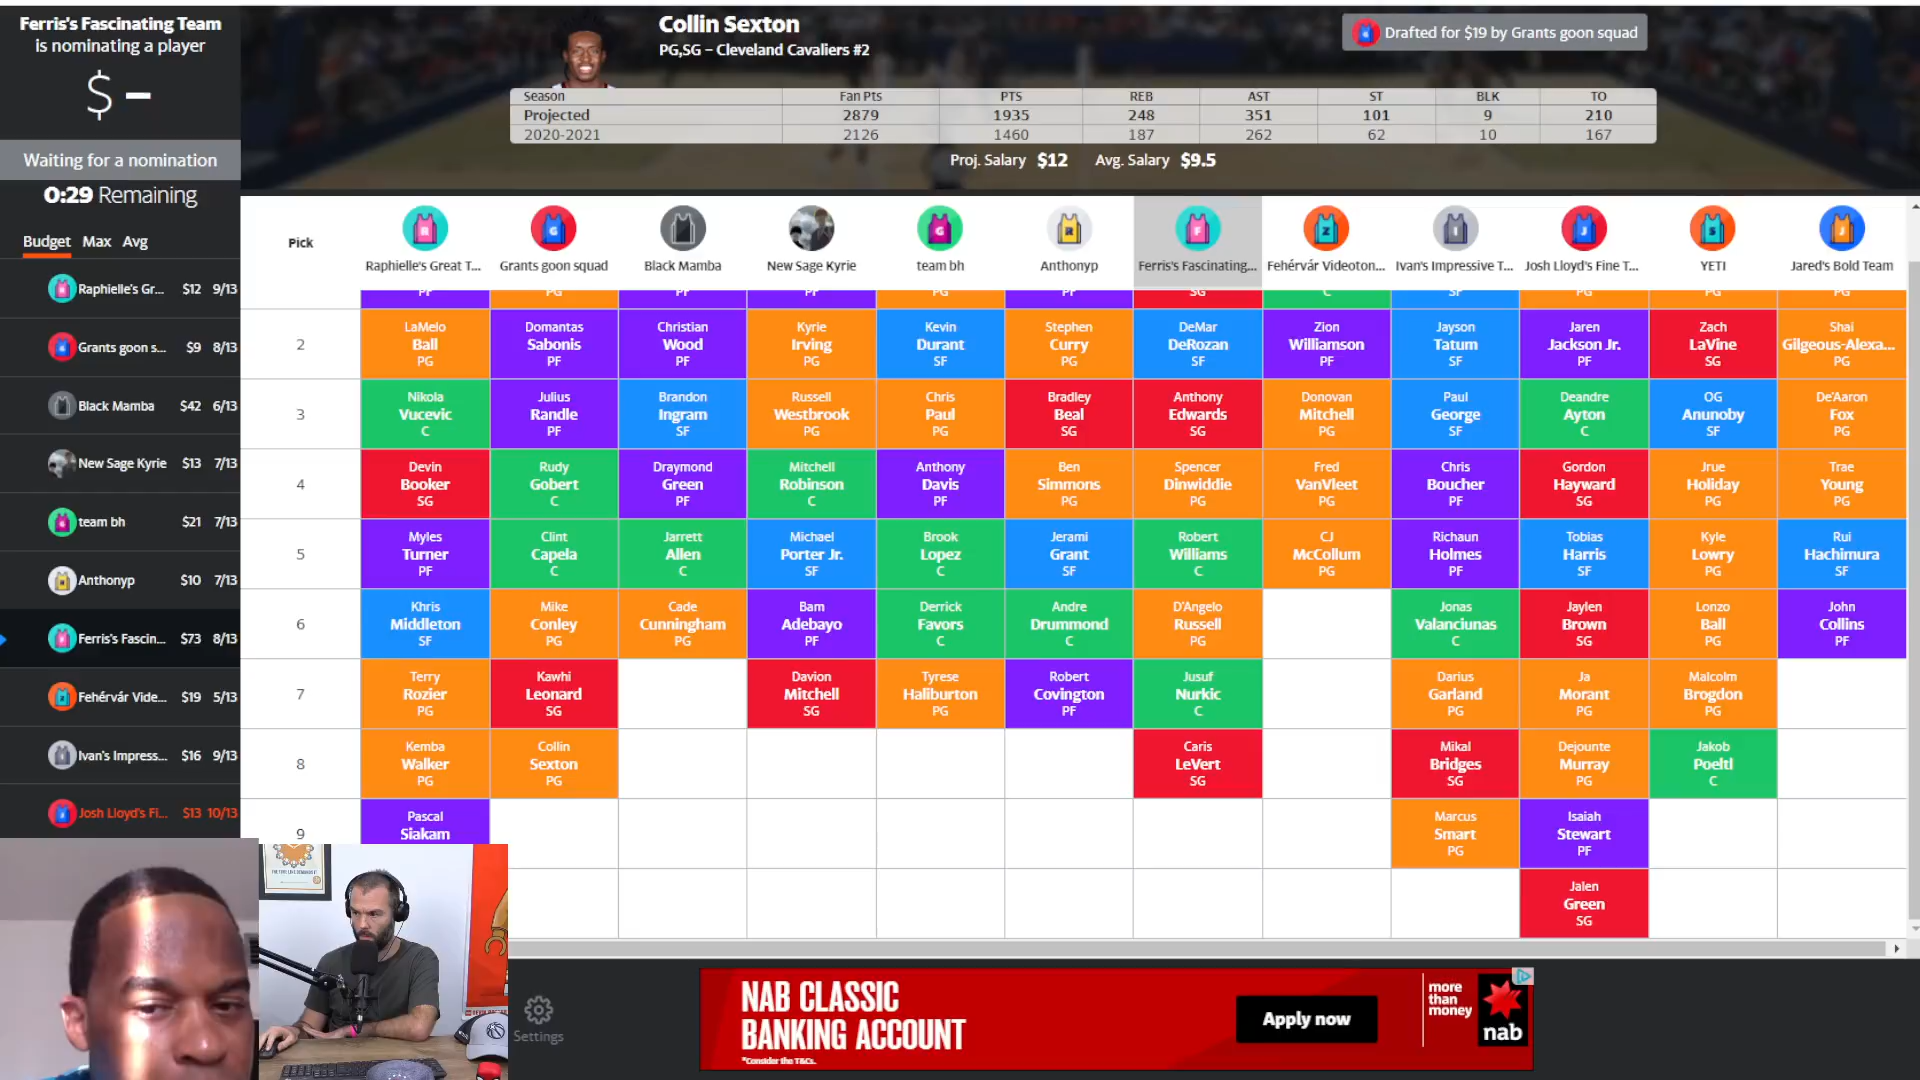 Ferris's Fascinating Team
is nominating a player
$ –
Waiting for a nomination
0:29 Remaining
Budget Max Avg
Raphielle's Gr... $12 9/13
Grants goon s... $9 8/13
Black Mamba $42 6/13
New Sage Kyrie $13 7/13
team bh $21 7/13
Anthonyp $10 7/13
Ferris's Fascin... $73 8/13
Fehérvár Vide... $19 5/13
Ivan's Impress... $16 9/13
Josh Lloyd's Fi... $13 10/13
Collin Sexton
PG,SG – Cleveland Cavaliers #2
Drafted for $19 by Grants goon squad
Season Fan Pts PTS REB AST ST BLK TO
Projected 2879 1935 248 351 101 9 210
2020-2021 2126 1460 187 262 62 10 167
Proj. Salary $12 Avg. Salary $9.5
Pick Raphielle's Great T... Grants goon squad Black Mamba New Sage Kyrie team bh Anthonyp Ferris's Fascinating... Fehérvár Videoton... Ivan's Impressive T... Josh Lloyd's Fine T... YETI Jared's Bold Team
PF PG PF PF PG PF SG C SF PG PG PG
LaMelo Domantas Christian Kyrie Kevin Stephen DeMar Zion Jayson Jaren Zach Shai
2 Ball Sabonis Wood Irving Durant Curry DeRozan Williamson Tatum Jackson Jr. LaVine Gilgeous-Alexa...
PG PF PF PG SF PG SF PF SF PF SG PG
Nikola Julius Brandon Russell Chris Bradley Anthony Donovan Paul Deandre OG De'Aaron
3 Vucevic Randle Ingram Westbrook Paul Beal Edwards Mitchell George Ayton Anunoby Fox
C PF SF PG PG SG SG PG SF C SF PG
Devin Rudy Draymond Mitchell Anthony Ben Spencer Fred Chris Gordon Jrue Trae
4 Booker Gobert Green Robinson Davis Simmons Dinwiddie VanVleet Boucher Hayward Holiday Young
SG C PF C PF PG PG PG PF SG PG PG
Myles Clint Jarrett Michael Brook Jerami Robert CJ Richaun Tobias Kyle Rui
5 Turner Capela Allen Porter Jr. Lopez Grant Williams McCollum Holmes Harris Lowry Hachimura
PF C C SF C SF C PG PF SF PG SF
Khris Mike Cade Bam Derrick Andre D'Angelo Jonas Jaylen Lonzo John
6 Middleton Conley Cunningham Adebayo Favors Drummond Russell Valanciunas Brown Ball Collins
SF PG PG PF C C PG C SG PG PF
Terry Kawhi Davion Tyrese Robert Jusuf Darius Ja Malcolm
7 Rozier Leonard Mitchell Haliburton Covington Nurkic Garland Morant Brogdon
PG SG SG PG PF C PG PG PG
Kemba Collin Caris Mikal Dejounte Jakob
8 Walker Sexton LeVert Bridges Murray Poeltl
PG PG SG SG PG C
Pascal Marcus Isaiah
9 Siakam Smart Stewart
PG PF
Jalen
Green
SG
Settings
NAB CLASSIC
BANKING ACCOUNT
*Consider the T&Cs.
Apply now
more
than
money
nab